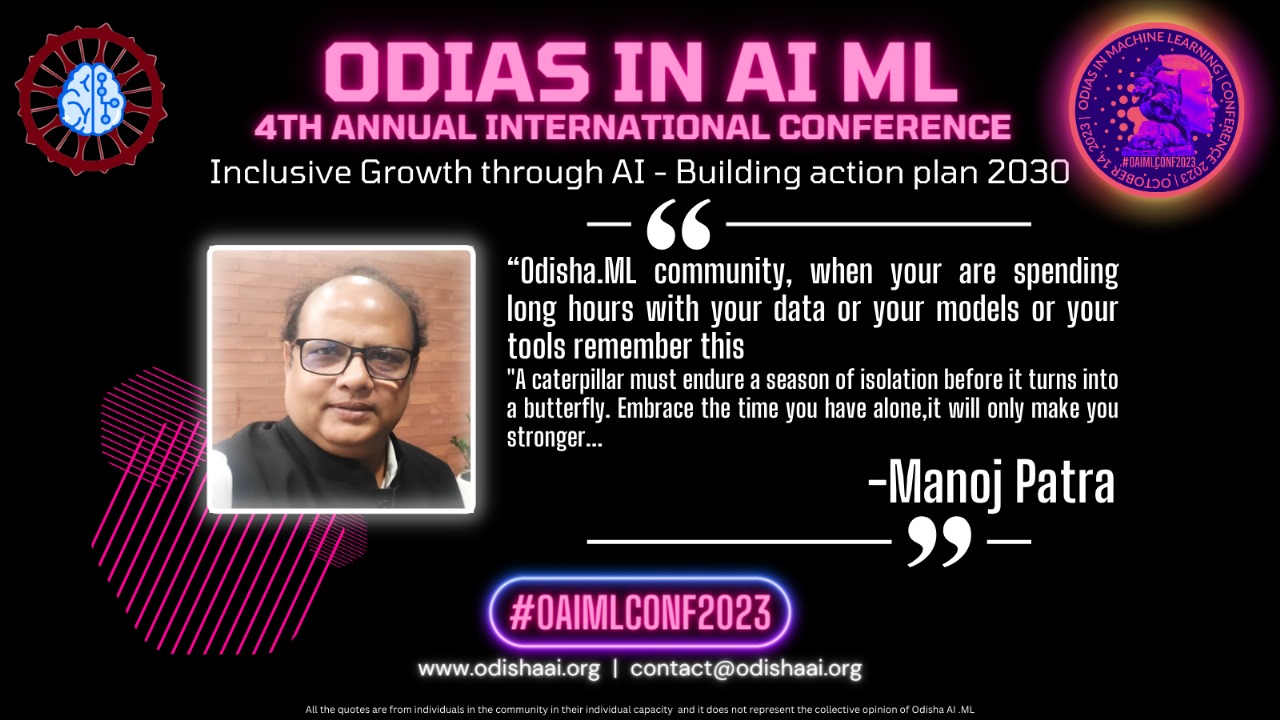 ODIAS IN AI ML
4TH ANNUAL INTERNATIONAL CONFERENCE
Inclusive Growth through AI - Building action plan 2030
ODIAS IN MACHINE LEARNING | CONFERENCE 2023 | OCTOBER 14, 2023 |
#OAIMLCONF2023
“Odisha.ML community, when your are spending
long hours with your data or your models or your
tools remember this
"A caterpillar must endure a season of isolation before it turns into
a butterfly. Embrace the time you have alone,it will only make you
stronger...
-Manoj Patra
#OAIMLCONF2023
www.odishaai.org | contact@odishaai.org
All the quotes are from individuals in the community in their individual capacity and it does not represent the collective opinion of Odisha AI .ML